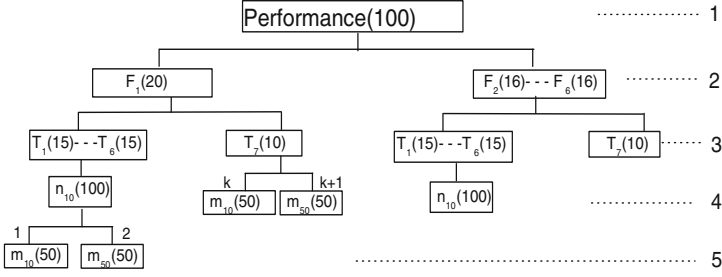 Performance(100) 1
F1(20) F2(16)- - - F6(16) 2
T1(15)- - -T6(15) T7(10) T1(15)- - -T6(15) T7(10) 3
n10(100) k k+1 m10(50) m50(50) n10(100) 4
1 2
m10(50) m50(50) 5